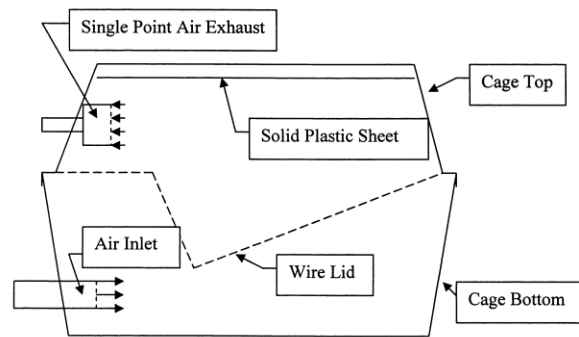 Single Point Air Exhaust
Cage Top
Solid Plastic Sheet
Air Inlet
Wire Lid
Cage Bottom